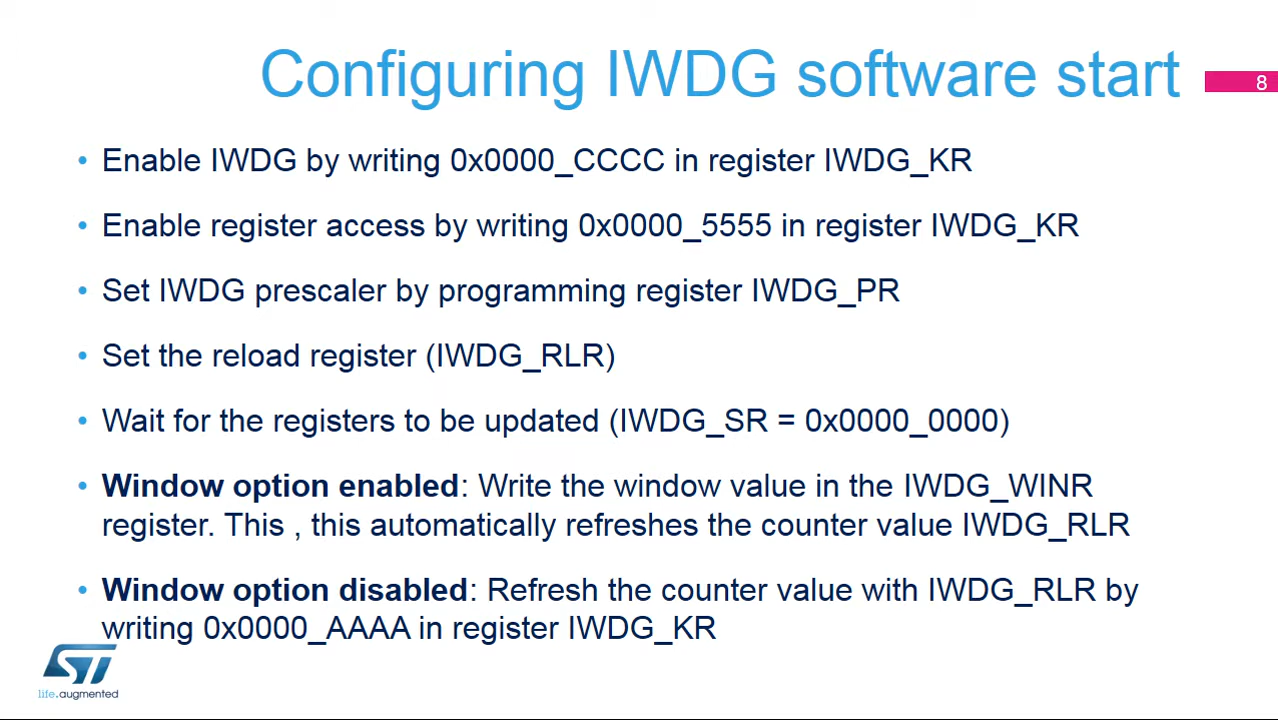 Configuring IWDG software start
8
• Enable IWDG by writing 0x0000_CCCC in register IWDG_KR
• Enable register access by writing 0x0000_5555 in register IWDG_KR
• Set IWDG prescaler by programming register IWDG_PR
• Set the reload register (IWDG_RLR)
• Wait for the registers to be updated (IWDG_SR = 0x0000_0000)
• Window option enabled: Write the window value in the IWDG_WINR
register. This , this automatically refreshes the counter value IWDG_RLR
• Window option disabled: Refresh the counter value with IWDG_RLR by
writing 0x0000_AAAA in register IWDG_KR
ST
life.augmented